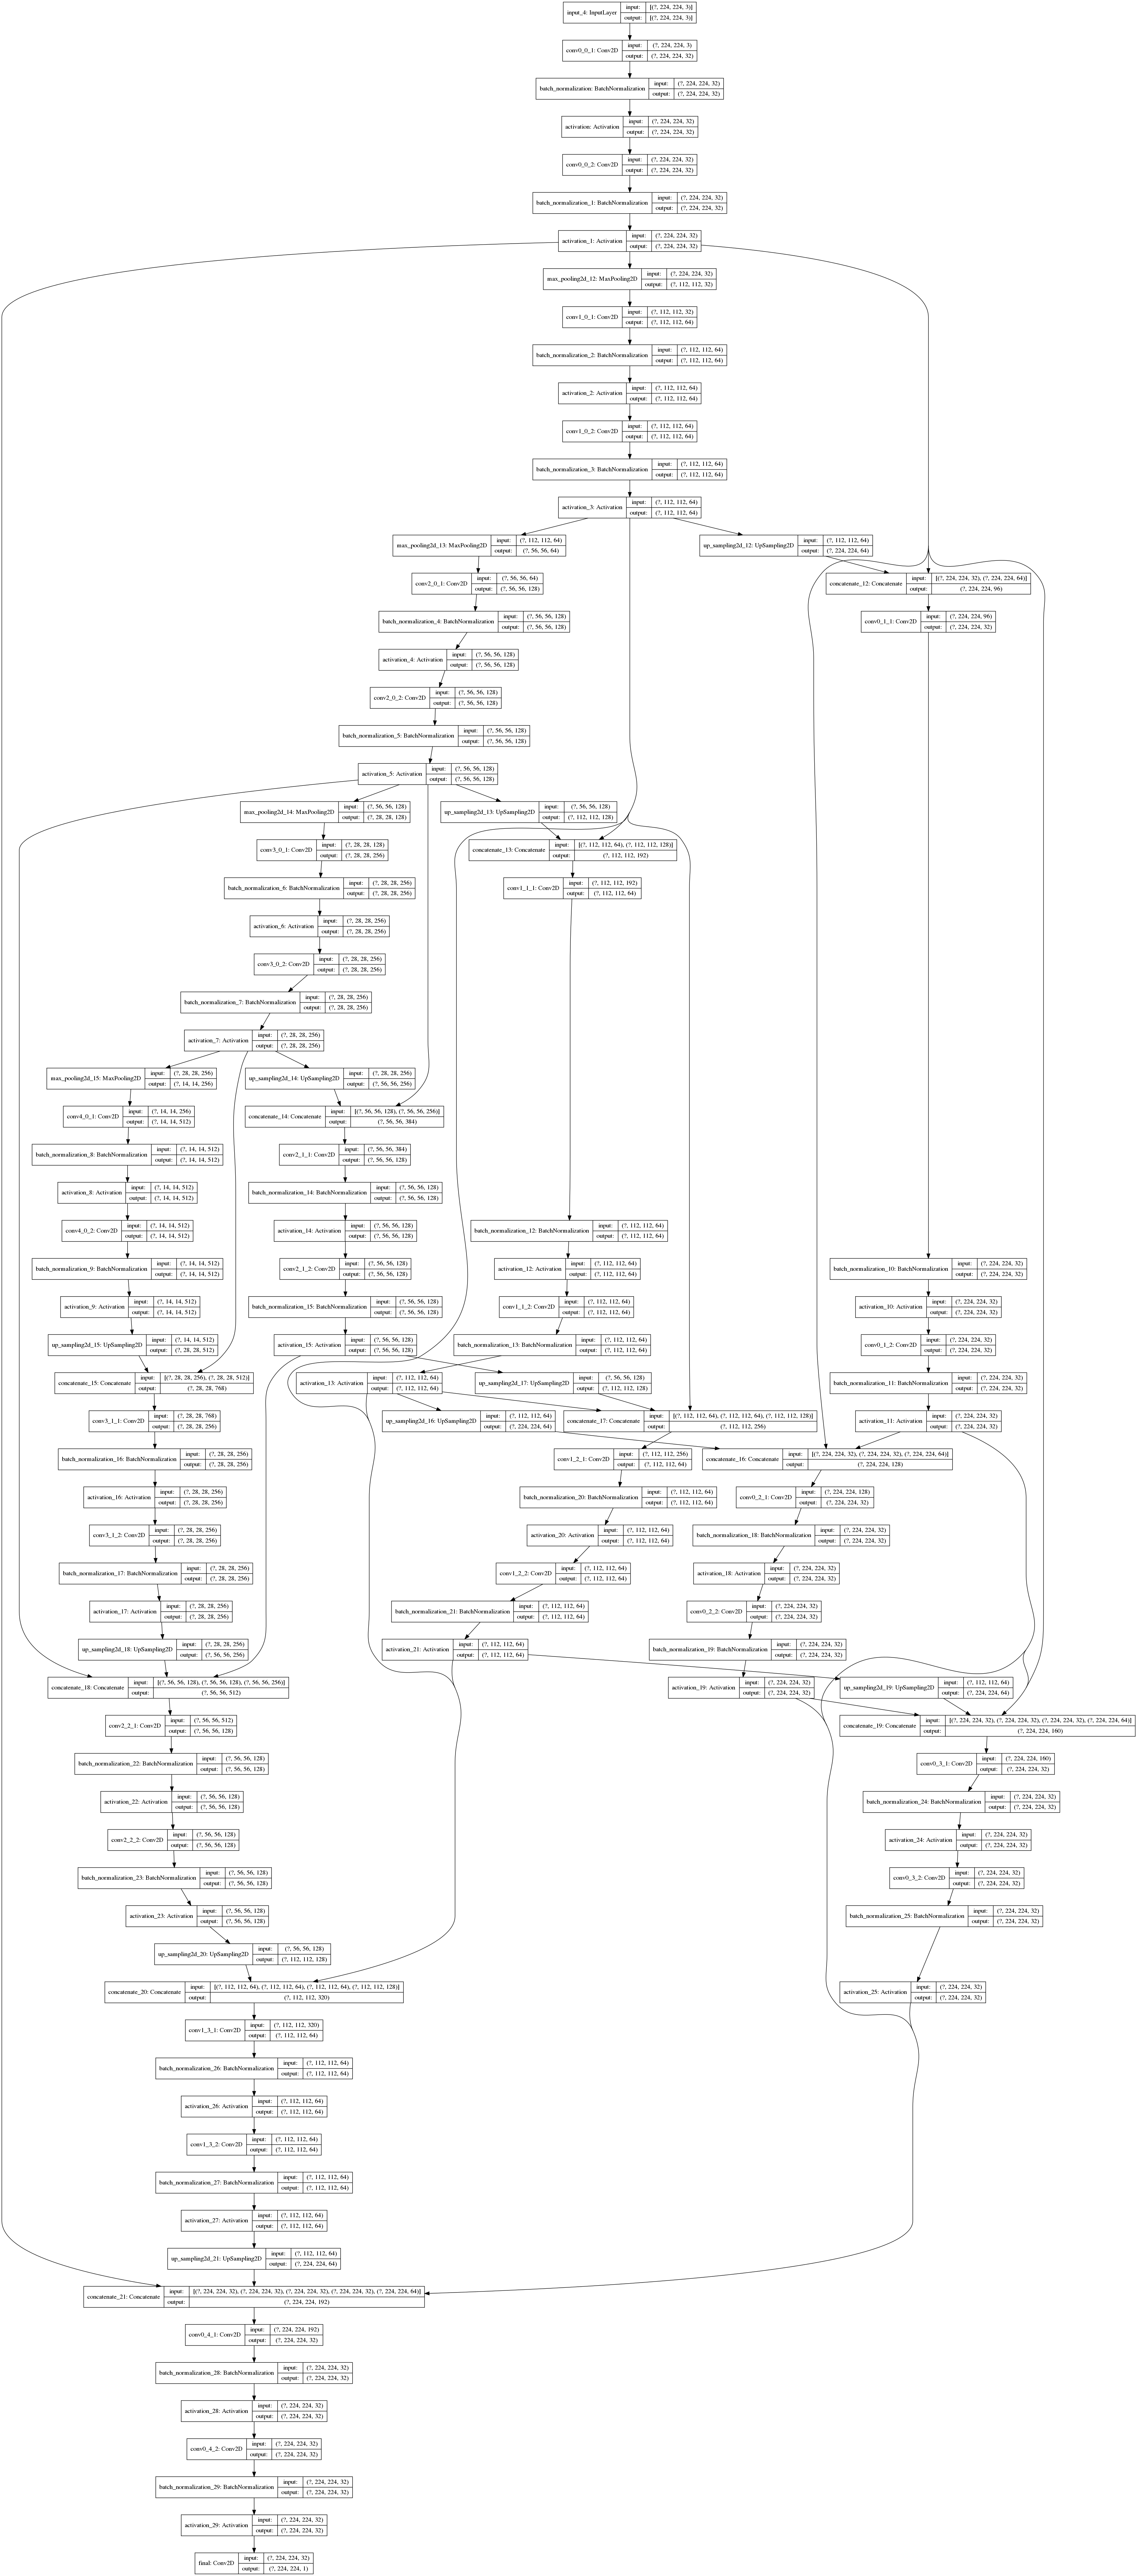 input_4: InputLayer
input: [(?, 224, 224, 3)]
output: [(?, 224, 224, 3)]
conv0_0_1: Conv2D
input: (?, 224, 224, 3)
output: (?, 224, 224, 32)
batch_normalization: BatchNormalization
input: (?, 224, 224, 32)
output: (?, 224, 224, 32)
activation: Activation
input: (?, 224, 224, 32)
output: (?, 224, 224, 32)
conv0_0_2: Conv2D
input: (?, 224, 224, 32)
output: (?, 224, 224, 32)
batch_normalization_1: BatchNormalization
input: (?, 224, 224, 32)
output: (?, 224, 224, 32)
activation_1: Activation
input: (?, 224, 224, 32)
output: (?, 224, 224, 32)
max_pooling2d_12: MaxPooling2D
input: (?, 224, 224, 32)
output: (?, 112, 112, 32)
conv1_0_1: Conv2D
input: (?, 112, 112, 32)
output: (?, 112, 112, 64)
batch_normalization_2: BatchNormalization
input: (?, 112, 112, 64)
output: (?, 112, 112, 64)
activation_2: Activation
input: (?, 112, 112, 64)
output: (?, 112, 112, 64)
conv1_0_2: Conv2D
input: (?, 112, 112, 64)
output: (?, 112, 112, 64)
batch_normalization_3: BatchNormalization
input: (?, 112, 112, 64)
output: (?, 112, 112, 64)
activation_3: Activation
input: (?, 112, 112, 64)
output: (?, 112, 112, 64)
max_pooling2d_13: MaxPooling2D
input: (?, 112, 112, 64)
output: (?, 56, 56, 64)
up_sampling2d_12: UpSampling2D
input: (?, 112, 112, 64)
output: (?, 224, 224, 64)
conv2_0_1: Conv2D
input: (?, 56, 56, 64)
output: (?, 56, 56, 128)
concatenate_12: Concatenate
input: [(?, 224, 224, 32), (?, 224, 224, 64)]
output: (?, 224, 224, 96)
batch_normalization_4: BatchNormalization
input: (?, 56, 56, 128)
output: (?, 56, 56, 128)
conv0_1_1: Conv2D
input: (?, 224, 224, 96)
output: (?, 224, 224, 32)
activation_4: Activation
input: (?, 56, 56, 128)
output: (?, 56, 56, 128)
conv2_0_2: Conv2D
input: (?, 56, 56, 128)
output: (?, 56, 56, 128)
batch_normalization_5: BatchNormalization
input: (?, 56, 56, 128)
output: (?, 56, 56, 128)
activation_5: Activation
input: (?, 56, 56, 128)
output: (?, 56, 56, 128)
max_pooling2d_14: MaxPooling2D
input: (?, 56, 56, 128)
output: (?, 28, 28, 128)
up_sampling2d_13: UpSampling2D
input: (?, 56, 56, 128)
output: (?, 112, 112, 128)
conv3_0_1: Conv2D
input: (?, 28, 28, 128)
output: (?, 28, 28, 256)
concatenate_13: Concatenate
input: [(?, 112, 112, 64), (?, 112, 112, 128)]
output: (?, 112, 112, 192)
batch_normalization_6: BatchNormalization
input: (?, 28, 28, 256)
output: (?, 28, 28, 256)
conv1_1_1: Conv2D
input: (?, 112, 112, 192)
output: (?, 112, 112, 64)
activation_6: Activation
input: (?, 28, 28, 256)
output: (?, 28, 28, 256)
conv3_0_2: Conv2D
input: (?, 28, 28, 256)
output: (?, 28, 28, 256)
batch_normalization_7: BatchNormalization
input: (?, 28, 28, 256)
output: (?, 28, 28, 256)
activation_7: Activation
input: (?, 28, 28, 256)
output: (?, 28, 28, 256)
max_pooling2d_15: MaxPooling2D
input: (?, 28, 28, 256)
output: (?, 14, 14, 256)
up_sampling2d_14: UpSampling2D
input: (?, 28, 28, 256)
output: (?, 56, 56, 256)
conv4_0_1: Conv2D
input: (?, 14, 14, 256)
output: (?, 14, 14, 512)
concatenate_14: Concatenate
input: [(?, 56, 56, 128), (?, 56, 56, 256)]
output: (?, 56, 56, 384)
batch_normalization_8: BatchNormalization
input: (?, 14, 14, 512)
output: (?, 14, 14, 512)
conv2_1_1: Conv2D
input: (?, 56, 56, 384)
output: (?, 56, 56, 128)
activation_8: Activation
input: (?, 14, 14, 512)
output: (?, 14, 14, 512)
batch_normalization_14: BatchNormalization
input: (?, 56, 56, 128)
output: (?, 56, 56, 128)
conv4_0_2: Conv2D
input: (?, 14, 14, 512)
output: (?, 14, 14, 512)
activation_14: Activation
input: (?, 56, 56, 128)
output: (?, 56, 56, 128)
batch_normalization_12: BatchNormalization
input: (?, 112, 112, 64)
output: (?, 112, 112, 64)
batch_normalization_9: BatchNormalization
input: (?, 14, 14, 512)
output: (?, 14, 14, 512)
conv2_1_2: Conv2D
input: (?, 56, 56, 128)
output: (?, 56, 56, 128)
activation_12: Activation
input: (?, 112, 112, 64)
output: (?, 112, 112, 64)
batch_normalization_10: BatchNormalization
input: (?, 224, 224, 32)
output: (?, 224, 224, 32)
activation_9: Activation
input: (?, 14, 14, 512)
output: (?, 14, 14, 512)
batch_normalization_15: BatchNormalization
input: (?, 56, 56, 128)
output: (?, 56, 56, 128)
conv1_1_2: Conv2D
input: (?, 112, 112, 64)
output: (?, 112, 112, 64)
activation_10: Activation
input: (?, 224, 224, 32)
output: (?, 224, 224, 32)
up_sampling2d_15: UpSampling2D
input: (?, 14, 14, 512)
output: (?, 28, 28, 512)
activation_15: Activation
input: (?, 56, 56, 128)
output: (?, 56, 56, 128)
batch_normalization_13: BatchNormalization
input: (?, 112, 112, 64)
output: (?, 112, 112, 64)
conv0_1_2: Conv2D
input: (?, 224, 224, 32)
output: (?, 224, 224, 32)
concatenate_15: Concatenate
input: [(?, 28, 28, 256), (?, 28, 28, 512)]
output: (?, 28, 28, 768)
activation_13: Activation
input: (?, 112, 112, 64)
output: (?, 112, 112, 64)
up_sampling2d_17: UpSampling2D
input: (?, 56, 56, 128)
output: (?, 112, 112, 128)
batch_normalization_11: BatchNormalization
input: (?, 224, 224, 32)
output: (?, 224, 224, 32)
conv3_1_1: Conv2D
input: (?, 28, 28, 768)
output: (?, 28, 28, 256)
up_sampling2d_16: UpSampling2D
input: (?, 112, 112, 64)
output: (?, 224, 224, 64)
concatenate_17: Concatenate
input: [(?, 112, 112, 64), (?, 112, 112, 64), (?, 112, 112, 128)]
output: (?, 112, 112, 256)
activation_11: Activation
input: (?, 224, 224, 32)
output: (?, 224, 224, 32)
batch_normalization_16: BatchNormalization
input: (?, 28, 28, 256)
output: (?, 28, 28, 256)
conv1_2_1: Conv2D
input: (?, 112, 112, 256)
output: (?, 112, 112, 64)
concatenate_16: Concatenate
input: [(?, 224, 224, 32), (?, 224, 224, 32), (?, 224, 224, 64)]
output: (?, 224, 224, 128)
activation_16: Activation
input: (?, 28, 28, 256)
output: (?, 28, 28, 256)
batch_normalization_20: BatchNormalization
input: (?, 112, 112, 64)
output: (?, 112, 112, 64)
conv0_2_1: Conv2D
input: (?, 224, 224, 128)
output: (?, 224, 224, 32)
conv3_1_2: Conv2D
input: (?, 28, 28, 256)
output: (?, 28, 28, 256)
activation_20: Activation
input: (?, 112, 112, 64)
output: (?, 112, 112, 64)
batch_normalization_18: BatchNormalization
input: (?, 224, 224, 32)
output: (?, 224, 224, 32)
batch_normalization_17: BatchNormalization
input: (?, 28, 28, 256)
output: (?, 28, 28, 256)
conv1_2_2: Conv2D
input: (?, 112, 112, 64)
output: (?, 112, 112, 64)
activation_18: Activation
input: (?, 224, 224, 32)
output: (?, 224, 224, 32)
activation_17: Activation
input: (?, 28, 28, 256)
output: (?, 28, 28, 256)
batch_normalization_21: BatchNormalization
input: (?, 112, 112, 64)
output: (?, 112, 112, 64)
conv0_2_2: Conv2D
input: (?, 224, 224, 32)
output: (?, 224, 224, 32)
up_sampling2d_18: UpSampling2D
input: (?, 28, 28, 256)
output: (?, 56, 56, 256)
activation_21: Activation
input: (?, 112, 112, 64)
output: (?, 112, 112, 64)
batch_normalization_19: BatchNormalization
input: (?, 224, 224, 32)
output: (?, 224, 224, 32)
concatenate_18: Concatenate
input: [(?, 56, 56, 128), (?, 56, 56, 128), (?, 56, 56, 256)]
output: (?, 56, 56, 512)
activation_19: Activation
input: (?, 224, 224, 32)
output: (?, 224, 224, 32)
up_sampling2d_19: UpSampling2D
input: (?, 112, 112, 64)
output: (?, 224, 224, 64)
conv2_2_1: Conv2D
input: (?, 56, 56, 512)
output: (?, 56, 56, 128)
concatenate_19: Concatenate
input: [(?, 224, 224, 32), (?, 224, 224, 32), (?, 224, 224, 32), (?, 224, 224, 64)]
output: (?, 224, 224, 160)
batch_normalization_22: BatchNormalization
input: (?, 56, 56, 128)
output: (?, 56, 56, 128)
conv0_3_1: Conv2D
input: (?, 224, 224, 160)
output: (?, 224, 224, 32)
activation_22: Activation
input: (?, 56, 56, 128)
output: (?, 56, 56, 128)
batch_normalization_24: BatchNormalization
input: (?, 224, 224, 32)
output: (?, 224, 224, 32)
conv2_2_2: Conv2D
input: (?, 56, 56, 128)
output: (?, 56, 56, 128)
activation_24: Activation
input: (?, 224, 224, 32)
output: (?, 224, 224, 32)
batch_normalization_23: BatchNormalization
input: (?, 56, 56, 128)
output: (?, 56, 56, 128)
conv0_3_2: Conv2D
input: (?, 224, 224, 32)
output: (?, 224, 224, 32)
activation_23: Activation
input: (?, 56, 56, 128)
output: (?, 56, 56, 128)
batch_normalization_25: BatchNormalization
input: (?, 224, 224, 32)
output: (?, 224, 224, 32)
up_sampling2d_20: UpSampling2D
input: (?, 56, 56, 128)
output: (?, 112, 112, 128)
concatenate_20: Concatenate
input: [(?, 112, 112, 64), (?, 112, 112, 64), (?, 112, 112, 64), (?, 112, 112, 128)]
output: (?, 112, 112, 320)
activation_25: Activation
input: (?, 224, 224, 32)
output: (?, 224, 224, 32)
conv1_3_1: Conv2D
input: (?, 112, 112, 320)
output: (?, 112, 112, 64)
batch_normalization_26: BatchNormalization
input: (?, 112, 112, 64)
output: (?, 112, 112, 64)
activation_26: Activation
input: (?, 112, 112, 64)
output: (?, 112, 112, 64)
conv1_3_2: Conv2D
input: (?, 112, 112, 64)
output: (?, 112, 112, 64)
batch_normalization_27: BatchNormalization
input: (?, 112, 112, 64)
output: (?, 112, 112, 64)
activation_27: Activation
input: (?, 112, 112, 64)
output: (?, 112, 112, 64)
up_sampling2d_21: UpSampling2D
input: (?, 112, 112, 64)
output: (?, 224, 224, 64)
concatenate_21: Concatenate
input: [(?, 224, 224, 32), (?, 224, 224, 32), (?, 224, 224, 32), (?, 224, 224, 32), (?, 224, 224, 64)]
output: (?, 224, 224, 192)
conv0_4_1: Conv2D
input: (?, 224, 224, 192)
output: (?, 224, 224, 32)
batch_normalization_28: BatchNormalization
input: (?, 224, 224, 32)
output: (?, 224, 224, 32)
activation_28: Activation
input: (?, 224, 224, 32)
output: (?, 224, 224, 32)
conv0_4_2: Conv2D
input: (?, 224, 224, 32)
output: (?, 224, 224, 32)
batch_normalization_29: BatchNormalization
input: (?, 224, 224, 32)
output: (?, 224, 224, 32)
activation_29: Activation
input: (?, 224, 224, 32)
output: (?, 224, 224, 32)
final: Conv2D
input: (?, 224, 224, 32)
output: (?, 224, 224, 1)